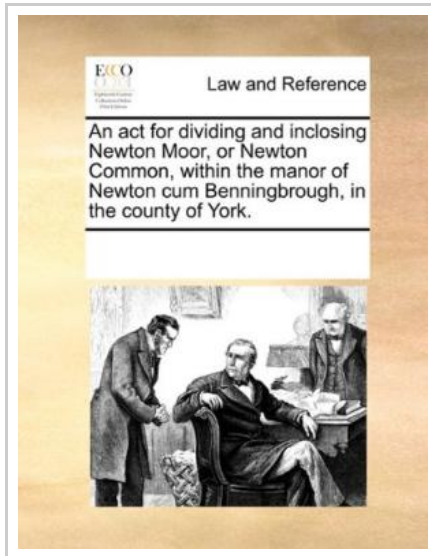 ECCO
Law and Reference
An act for dividing and inclosing
Newton Moor, or Newton
Common, within the manor of
Newton cum Benningbrough, in
the county of York.